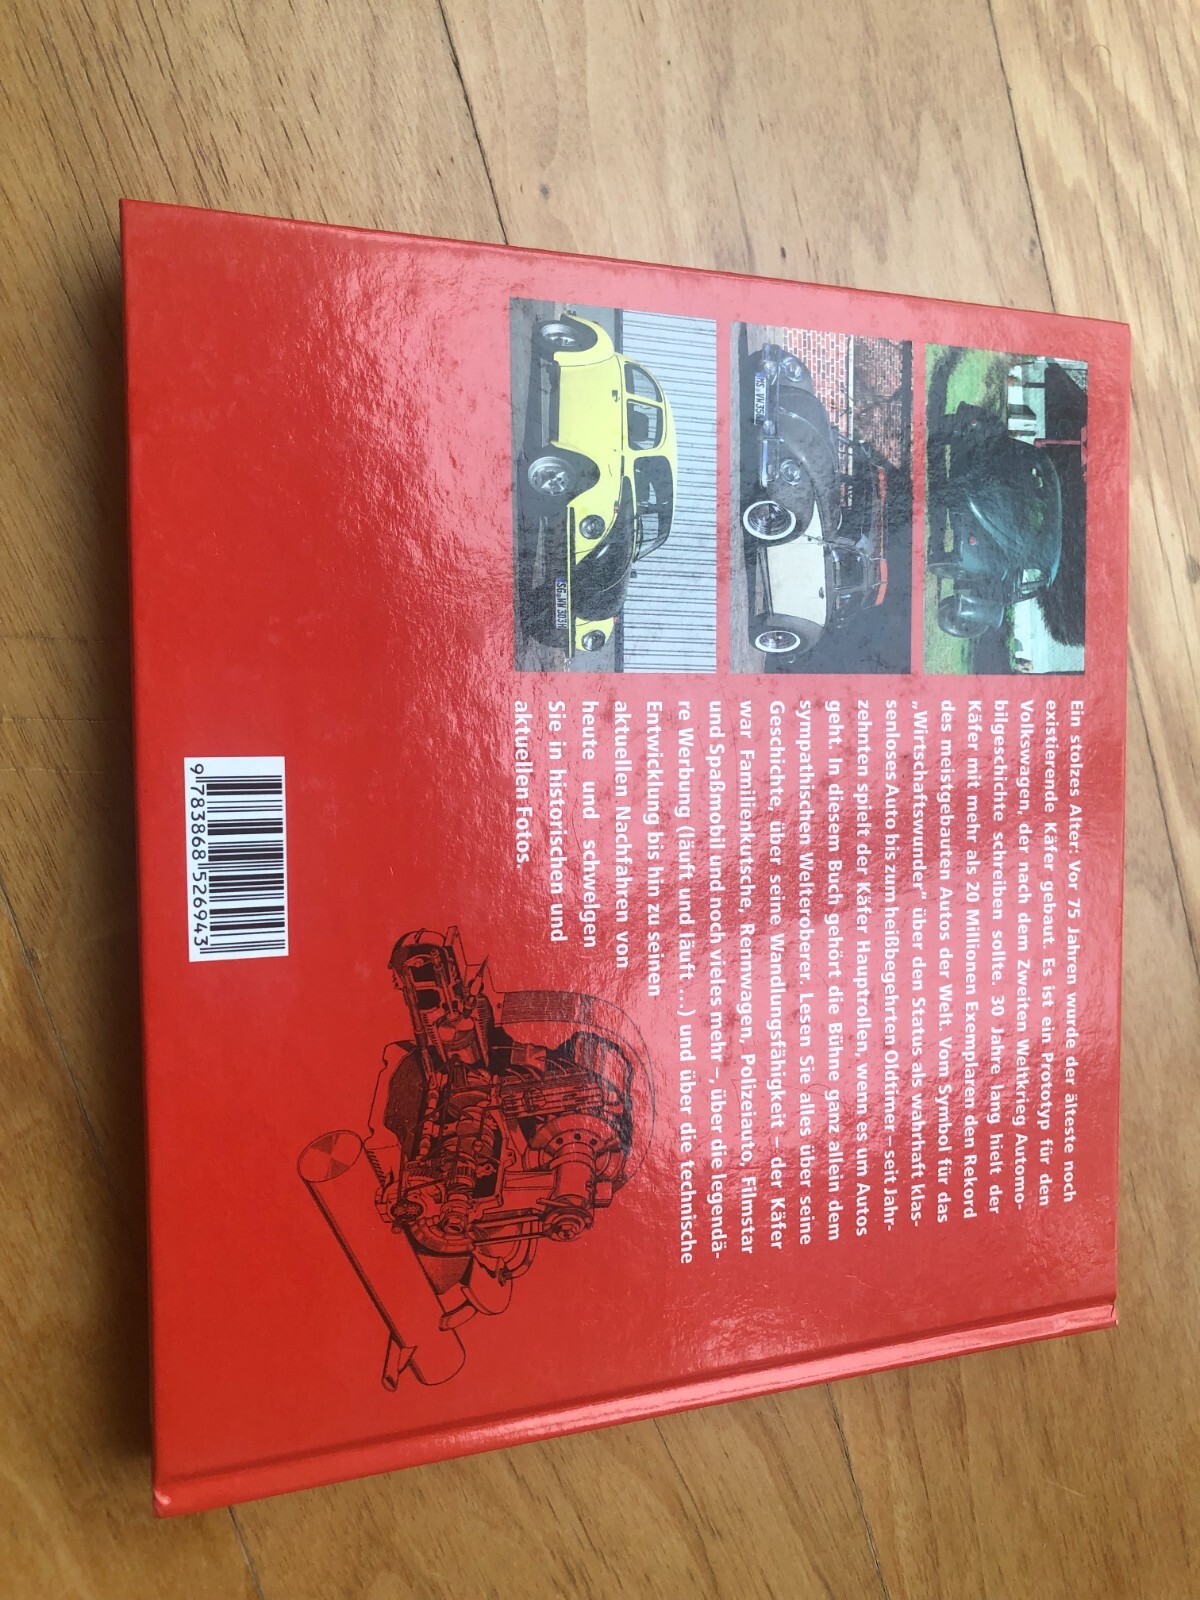 Ein stolzes Alter: Vor 75 Jahren wurde der älteste noch
existierende Käfer gebaut. Es ist ein Prototyp für den
Volkswagen, der nach dem Zweiten Weltkrieg Automo-
bilgeschichte schreiben sollte. 30 Jahre lang hielt der
Käfer mit mehr als 20 Millionen Exemplaren den Rekord
des meistgebauten Autos der Welt. Vom Symbol für das
„Wirtschaftswunder“ über den Status als wahrhaft klas-
senloses Auto bis zum heißbegehrten Oldtimer – seit Jahr-
zehnten spielt der Käfer Hauptrollen, wenn es um Autos
geht. In diesem Buch gehört die Bühne ganz allein dem
sympathischen Welteroberer. Lesen Sie alles über seine
Geschichte, über seine Wandlungsfähigkeit – der Käfer
war Familienkutsche, Rennwagen, Polizeiauto, Filmstar
und Spaßmobil und noch vieles mehr –, über die legendä-
re Werbung (läuft und läuft ...) und über die technische
Entwicklung bis hin zu seinen
aktuellen Nachfahren von
heute und schwelgen
Sie in historischen und
aktuellen Fotos.
SG-VW 303H
9 783868 526943